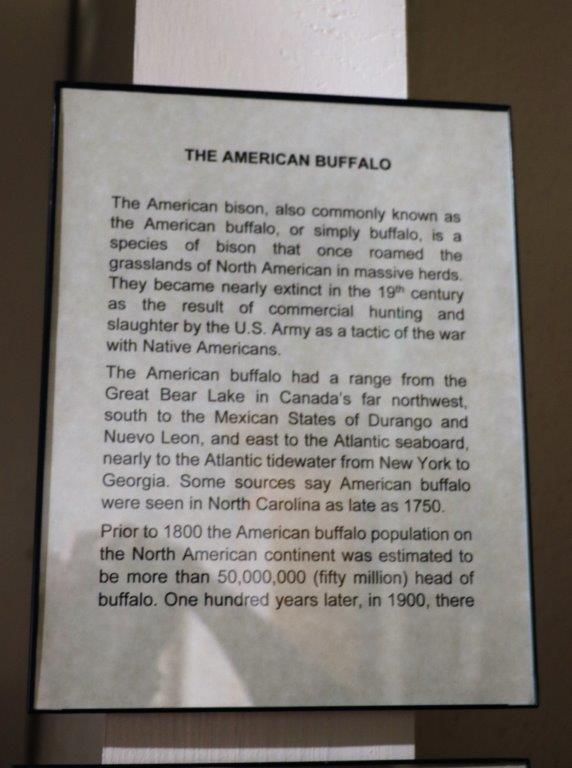 THE AMERICAN BUFFALO
The American bison, also commonly known as
the American buffalo, or simply buffalo, is a
species of bison that once roamed the
grasslands of North American in massive herds.
They became nearly extinct in the 19th century
as the result of commercial hunting and
slaughter by the U.S. Army as a tactic of the war
with Native Americans.
The American buffalo had a range from the
Great Bear Lake in Canada's far northwest,
south to the Mexican States of Durango and
Nuevo Leon, and east to the Atlantic seaboard,
nearly to the Atlantic tidewater from New York to
Georgia. Some sources say American buffalo
were seen in North Carolina as late as 1750.
Prior to 1800 the American buffalo population on
the North American continent was estimated to
be more than 50,000,000 (fifty million) head of
buffalo. One hundred years later, in 1900, there